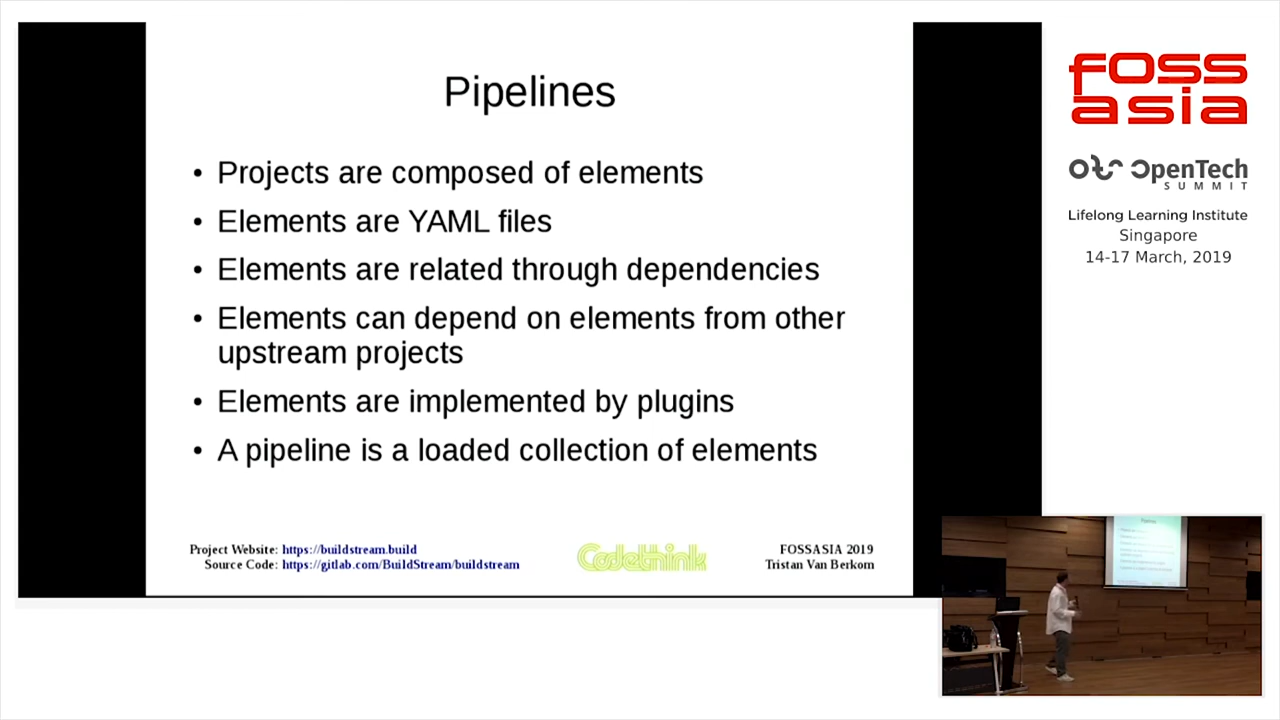 Pipelines
• Projects are composed of elements
• Elements are YAML files
• Elements are related through dependencies
• Elements can depend on elements from other
upstream projects
• Elements are implemented by plugins
• A pipeline is a loaded collection of elements
Project Website: https://buildstream.build
Source Code: https://gitlab.com/BuildStream/buildstream
Codethink
FOSSASIA 2019
Tristan Van Berkom
foss
asia
OpenTech
SUMMIT
Lifelong Learning Institute
Singapore
14-17 March, 2019
Pipelines